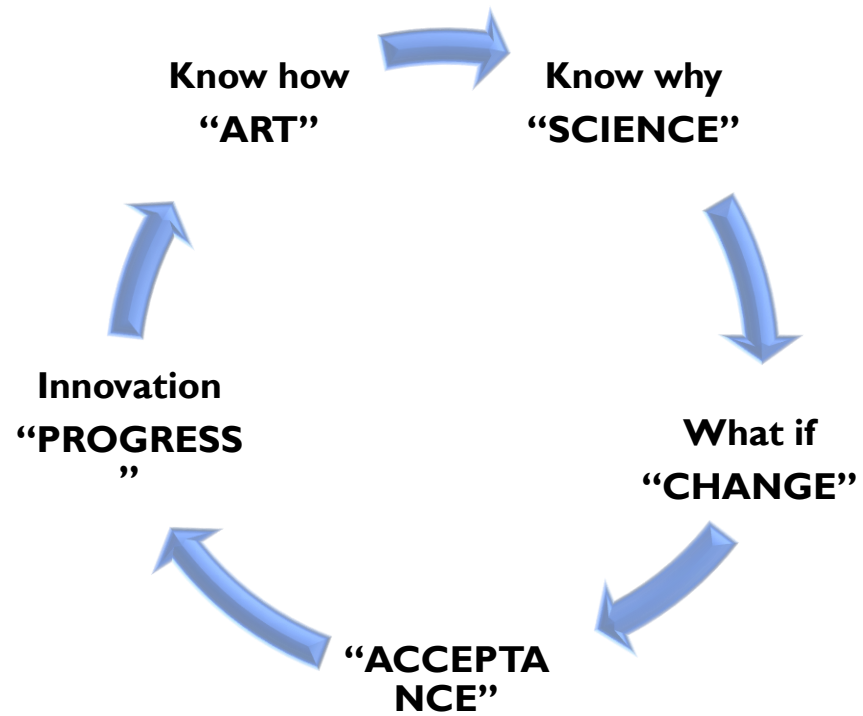 Know how
“ART”
Know why
“SCIENCE”
What if
“CHANGE”
“ACCEPTA
NCE”
Innovation
“PROGRESS
”